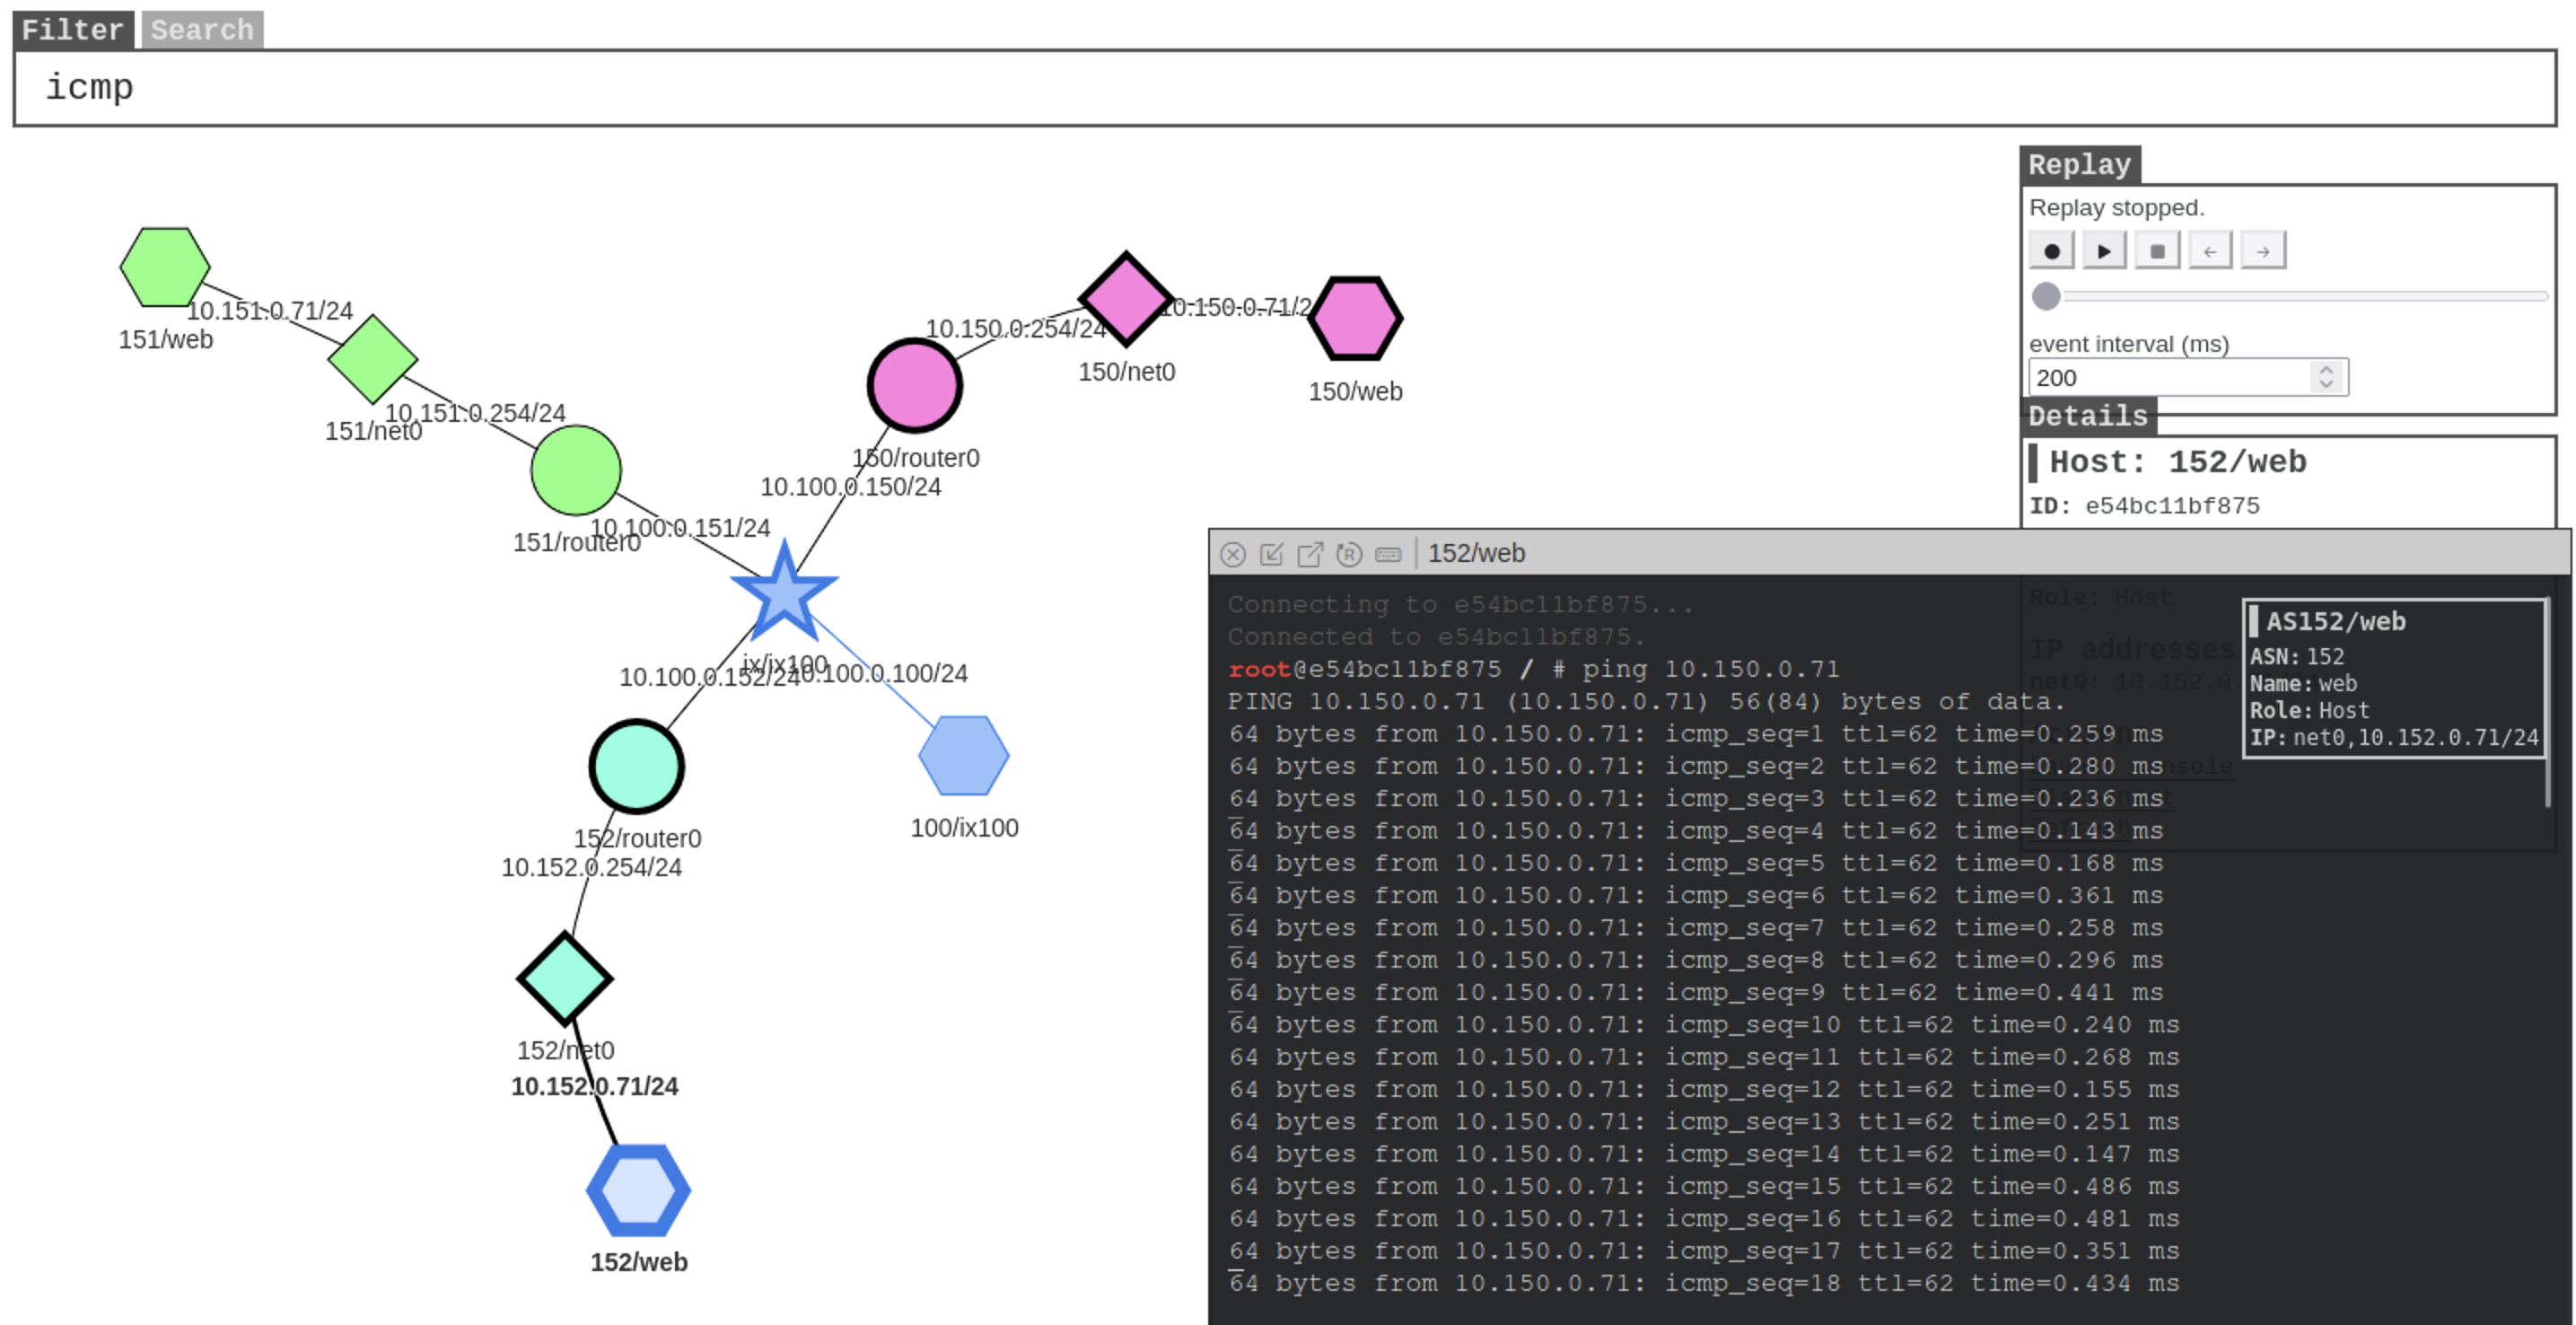 Filter Search
icmp
151/web
10.151.0.71/24
151/net0
10.151.0.254/24
151/router0
10.100.0.151/24
150/router0
10.150.0.254/24
150/net0
10.150.0.71/2
150/web
10.100.0.150/24
ix/ix100
10.100.0.152/24
0.100.0.100/24
100/ix100
152/router0
10.152.0.254/24
152/net0
10.152.0.71/24
152/web
Replay
Replay stopped.
event interval (ms)
200
Details
Host: 152/web
ID: e54bc11bf875
Role: Host
IP addresses
net0: 10.152.0.
152/web
Connecting to e54bc11bf875...
Connected to e54bc11bf875.
root@e54bc11bf875 / # ping 10.150.0.71
PING 10.150.0.71 (10.150.0.71) 56(84) bytes of data.
64 bytes from 10.150.0.71: icmp_seq=1 ttl=62 time=0.259 ms
64 bytes from 10.150.0.71: icmp_seq=2 ttl=62 time=0.280 ms
64 bytes from 10.150.0.71: icmp_seq=3 ttl=62 time=0.236 ms
64 bytes from 10.150.0.71: icmp_seq=4 ttl=62 time=0.143 ms
64 bytes from 10.150.0.71: icmp_seq=5 ttl=62 time=0.168 ms
64 bytes from 10.150.0.71: icmp_seq=6 ttl=62 time=0.361 ms
64 bytes from 10.150.0.71: icmp_seq=7 ttl=62 time=0.258 ms
64 bytes from 10.150.0.71: icmp_seq=8 ttl=62 time=0.296 ms
64 bytes from 10.150.0.71: icmp_seq=9 ttl=62 time=0.441 ms
64 bytes from 10.150.0.71: icmp_seq=10 ttl=62 time=0.240 ms
64 bytes from 10.150.0.71: icmp_seq=11 ttl=62 time=0.268 ms
64 bytes from 10.150.0.71: icmp_seq=12 ttl=62 time=0.155 ms
64 bytes from 10.150.0.71: icmp_seq=13 ttl=62 time=0.251 ms
64 bytes from 10.150.0.71: icmp_seq=14 ttl=62 time=0.147 ms
64 bytes from 10.150.0.71: icmp_seq=15 ttl=62 time=0.486 ms
64 bytes from 10.150.0.71: icmp_seq=16 ttl=62 time=0.481 ms
64 bytes from 10.150.0.71: icmp_seq=17 ttl=62 time=0.351 ms
64 bytes from 10.150.0.71: icmp_seq=18 ttl=62 time=0.434 ms
AS152/web
ASN: 152
Name: web
Role: Host
IP: net0,10.152.0.71/24